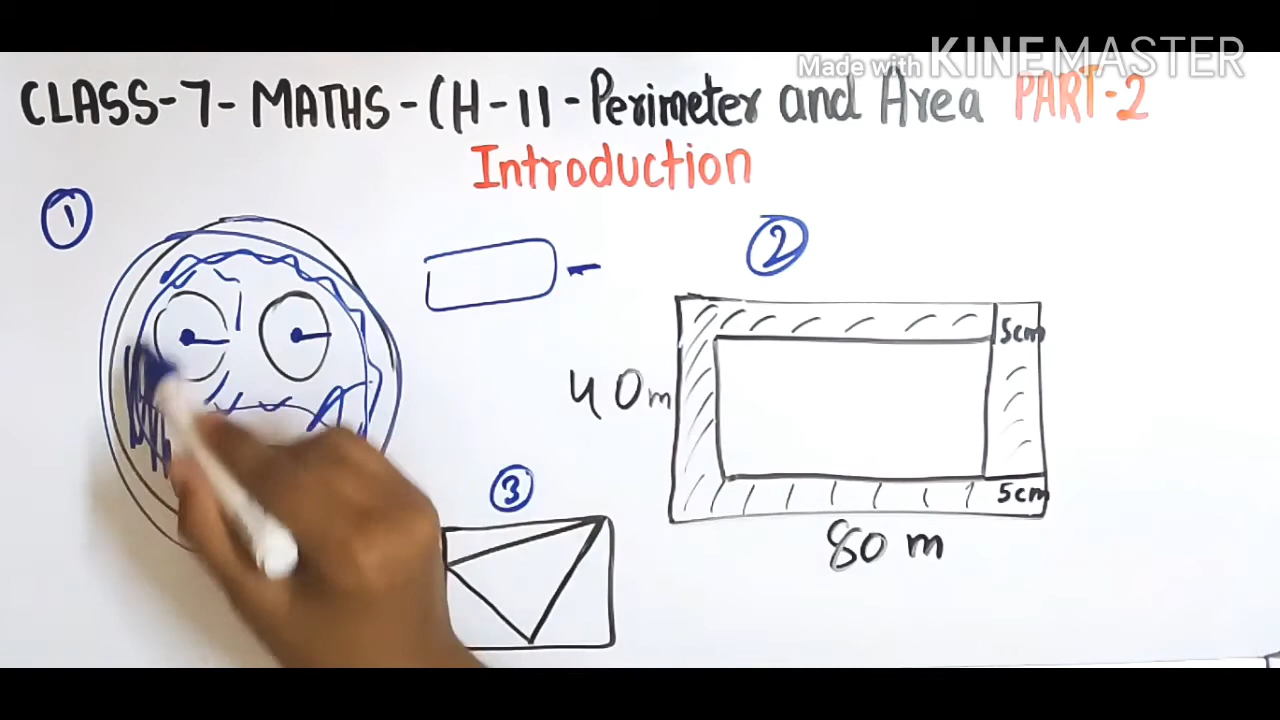 Made with KINEMASTER
CLASS-7-MATHS-CH-11-Perimeter and Area PART-2
Introduction
1
2
5cm
40m
3
5cm
80 m